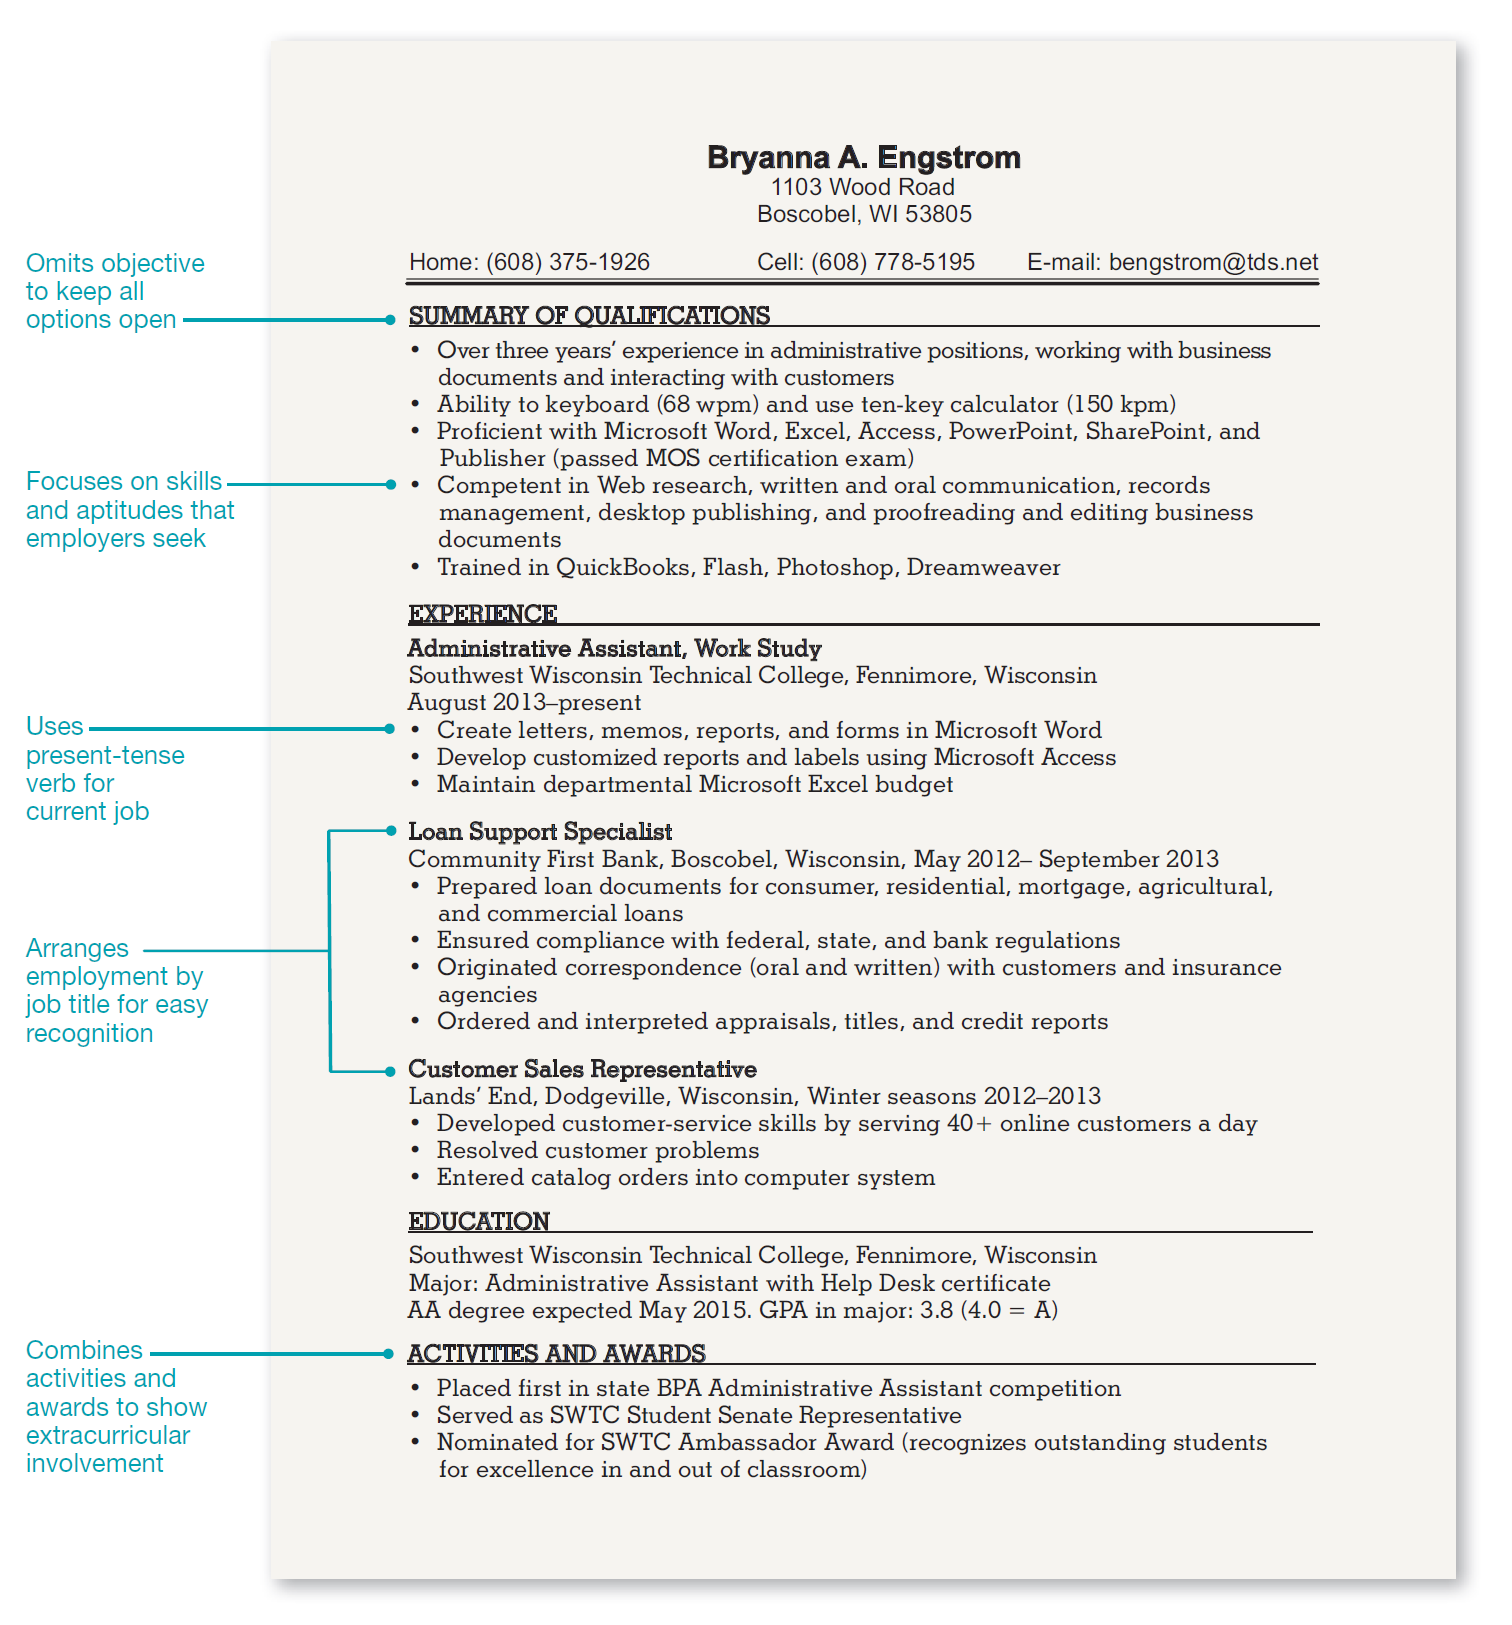 Bryanna A. Engstrom
1103 Wood Road
Boscobel, WI 53805
Home: (608) 375-1926 Cell: (608) 778-5195 E-mail: bengstrom@tds.net
Omits objective
to keep all
options open
SUMMARY OF QUALIFICATIONS
• Over three years’ experience in administrative positions, working with business
documents and interacting with customers
• Ability to keyboard (68 wpm) and use ten-key calculator (150 kpm)
• Proficient with Microsoft Word, Excel, Access, PowerPoint, SharePoint, and
Publisher (passed MOS certification exam)
Focuses on skills
and aptitudes that
employers seek
• Competent in Web research, written and oral communication, records
management, desktop publishing, and proofreading and editing business
documents
• Trained in QuickBooks, Flash, Photoshop, Dreamweaver
EXPERIENCE
Administrative Assistant, Work Study
Southwest Wisconsin Technical College, Fennimore, Wisconsin
August 2013–present
Uses
present-tense
verb for
current job
• Create letters, memos, reports, and forms in Microsoft Word
• Develop customized reports and labels using Microsoft Access
• Maintain departmental Microsoft Excel budget
Arranges
employment by
job title for easy
recognition
Loan Support Specialist
Community First Bank, Boscobel, Wisconsin, May 2012– September 2013
• Prepared loan documents for consumer, residential, mortgage, agricultural,
and commercial loans
• Ensured compliance with federal, state, and bank regulations
• Originated correspondence (oral and written) with customers and insurance
agencies
• Ordered and interpreted appraisals, titles, and credit reports
Customer Sales Representative
Lands’ End, Dodgeville, Wisconsin, Winter seasons 2012–2013
• Developed customer-service skills by serving 40+ online customers a day
• Resolved customer problems
• Entered catalog orders into computer system
EDUCATION
Southwest Wisconsin Technical College, Fennimore, Wisconsin
Major: Administrative Assistant with Help Desk certificate
AA degree expected May 2015. GPA in major: 3.8 (4.0 = A)
Combines
activities and
awards to show
extracurricular
involvement
ACTIVITIES AND AWARDS
• Placed first in state BPA Administrative Assistant competition
• Served as SWTC Student Senate Representative
• Nominated for SWTC Ambassador Award (recognizes outstanding students
for excellence in and out of classroom)